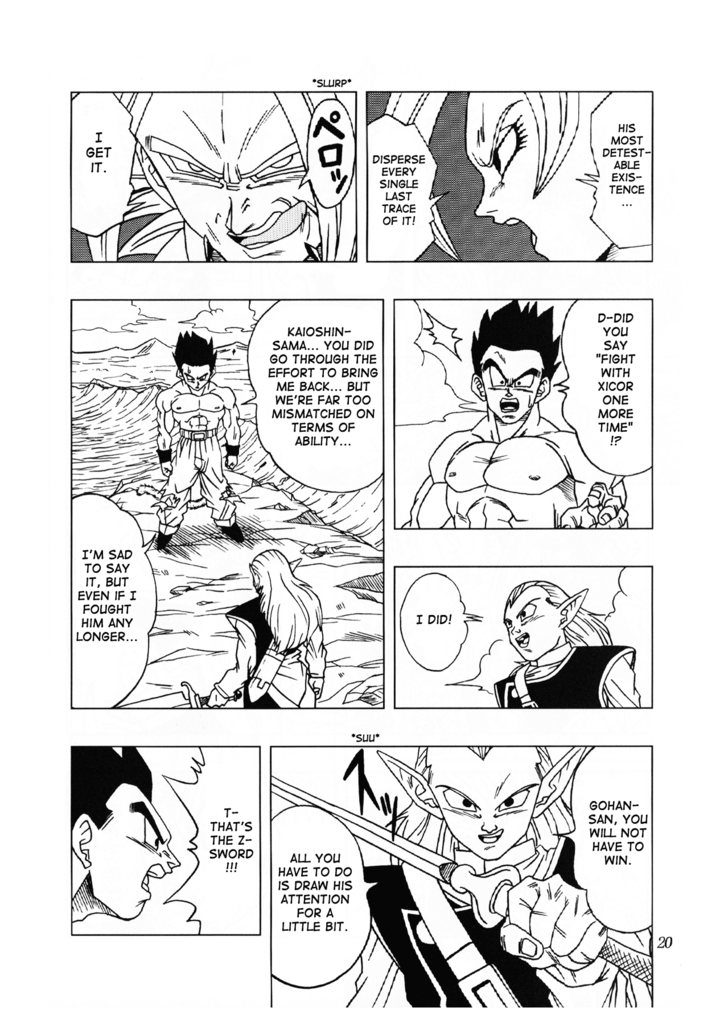 HIS
MOST
DETEST-
ABLE
EXIS-
TENCE
...
DISPERSE
EVERY
SINGLE
LAST
TRACE
OF IT!
*SLURP*
ペロッ
I
GET
IT.
D-DID
YOU
SAY
"FIGHT
WITH
XICOR
ONE
MORE
TIME"
!?
I DID!
KAIOSHIN-
SAMA... YOU DID
GO THROUGH THE
EFFORT TO BRING
ME BACK... BUT
WE'RE FAR TOO
MISMATCHED ON
TERMS OF
ABILITY...
I'M SAD
TO SAY
IT, BUT
EVEN IF I
FOUGHT
HIM ANY
LONGER...
*SUU*
GOHAN-
SAN, YOU
WILL NOT
HAVE TO
WIN.
ALL YOU
HAVE TO DO
IS DRAW HIS
ATTENTION
FOR A
LITTLE BIT.
T-
THAT'S
THE Z-
SWORD
!!!
20